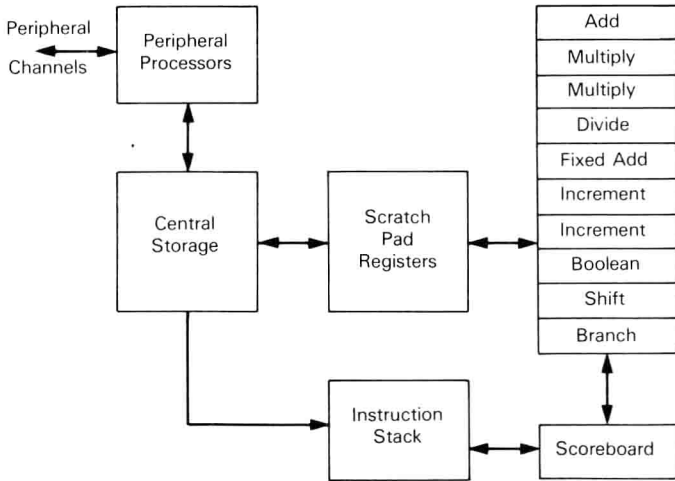 Peripheral
Channels
Peripheral
Processors
Central
Storage
Scratch
Pad
Registers
Instruction
Stack
Add
Multiply
Multiply
Divide
Fixed Add
Increment
Increment
Boolean
Shift
Branch
Scoreboard